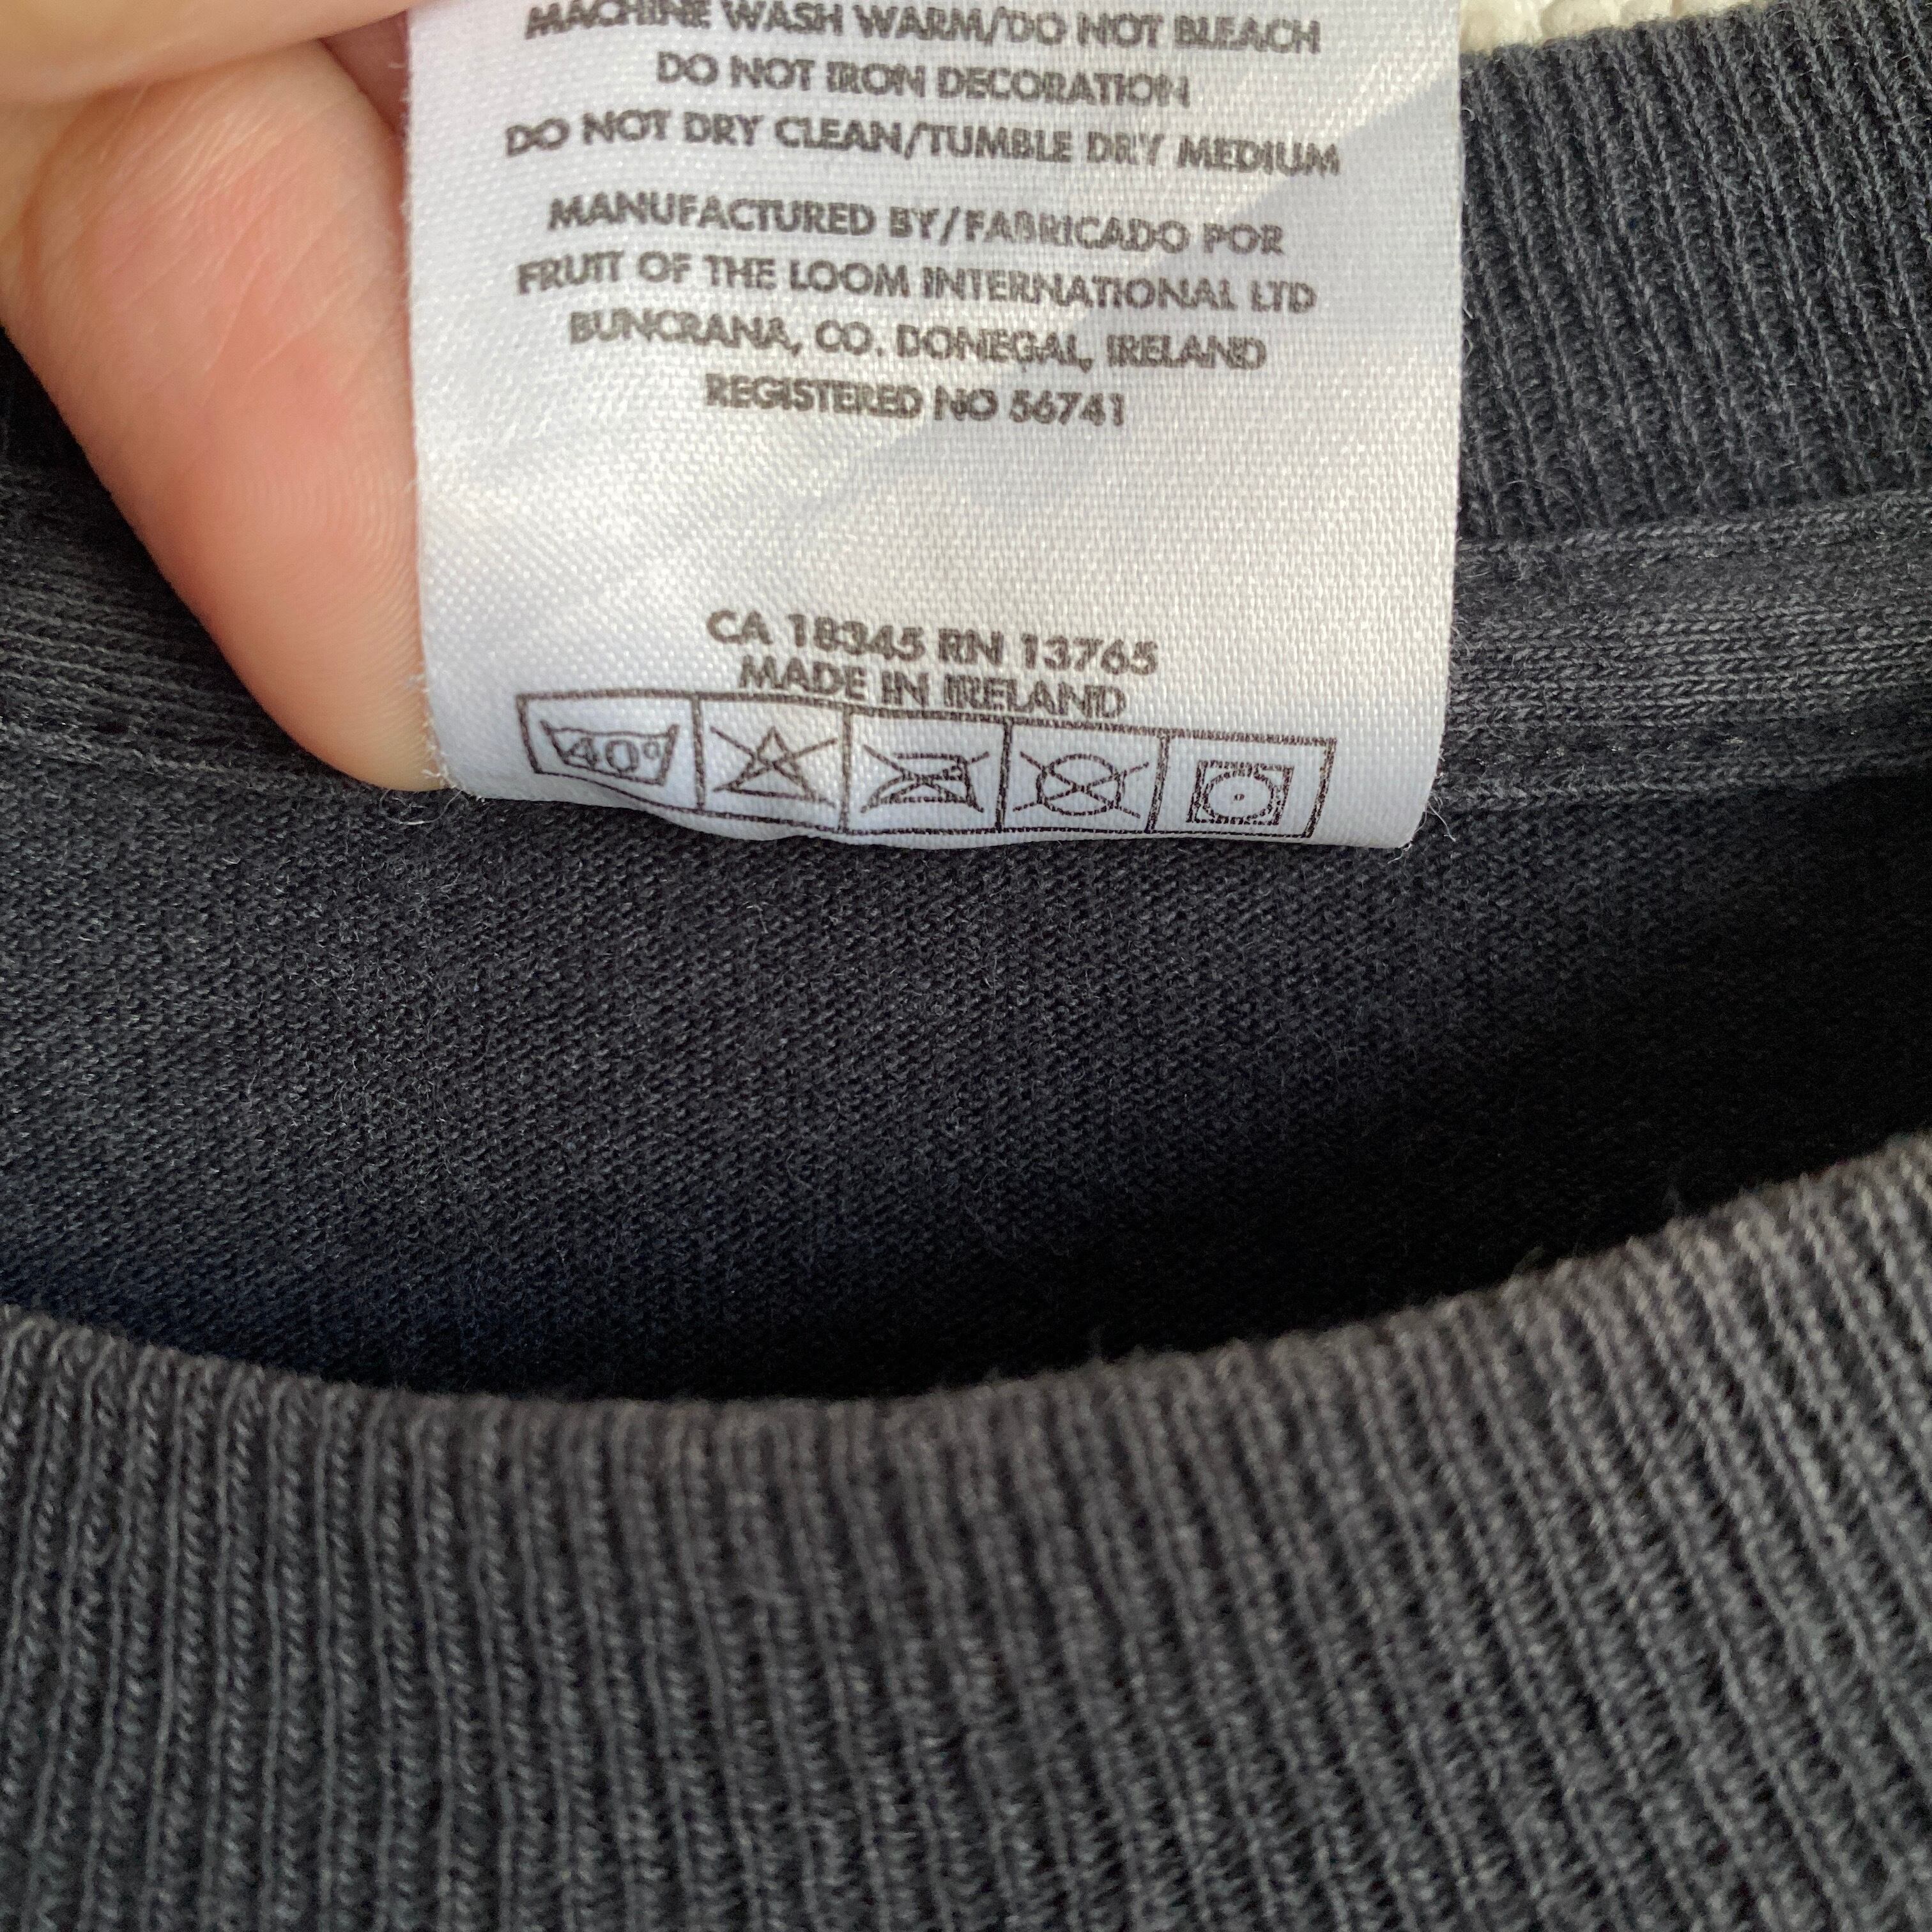 MACHINE WASH WARM/DO NOT BLEACH
DO NOT IRON DECORATION
DO NOT DRY CLEAN/TUMBLE DRY MEDIUM
MANUFACTURED BY/FABRICADO POR
FRUIT OF THE LOOM INTERNATIONAL LTD
BUNCRANA, CO. DONEGAL, IRELAND
REGISTERED NO 56741
CA 18345 RN 13765
MADE IN IRELAND
40°